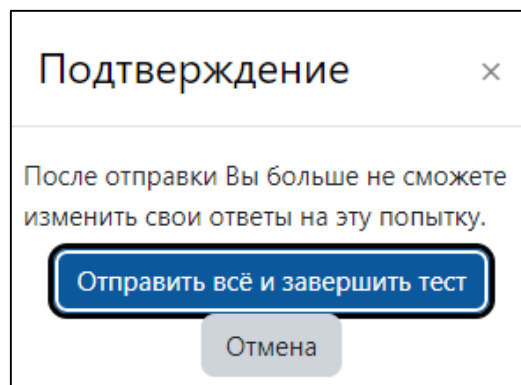 Подтверждение ×
После отправки Вы больше не сможете
изменить свои ответы на эту попытку.
Отправить всё и завершить тест
Отмена